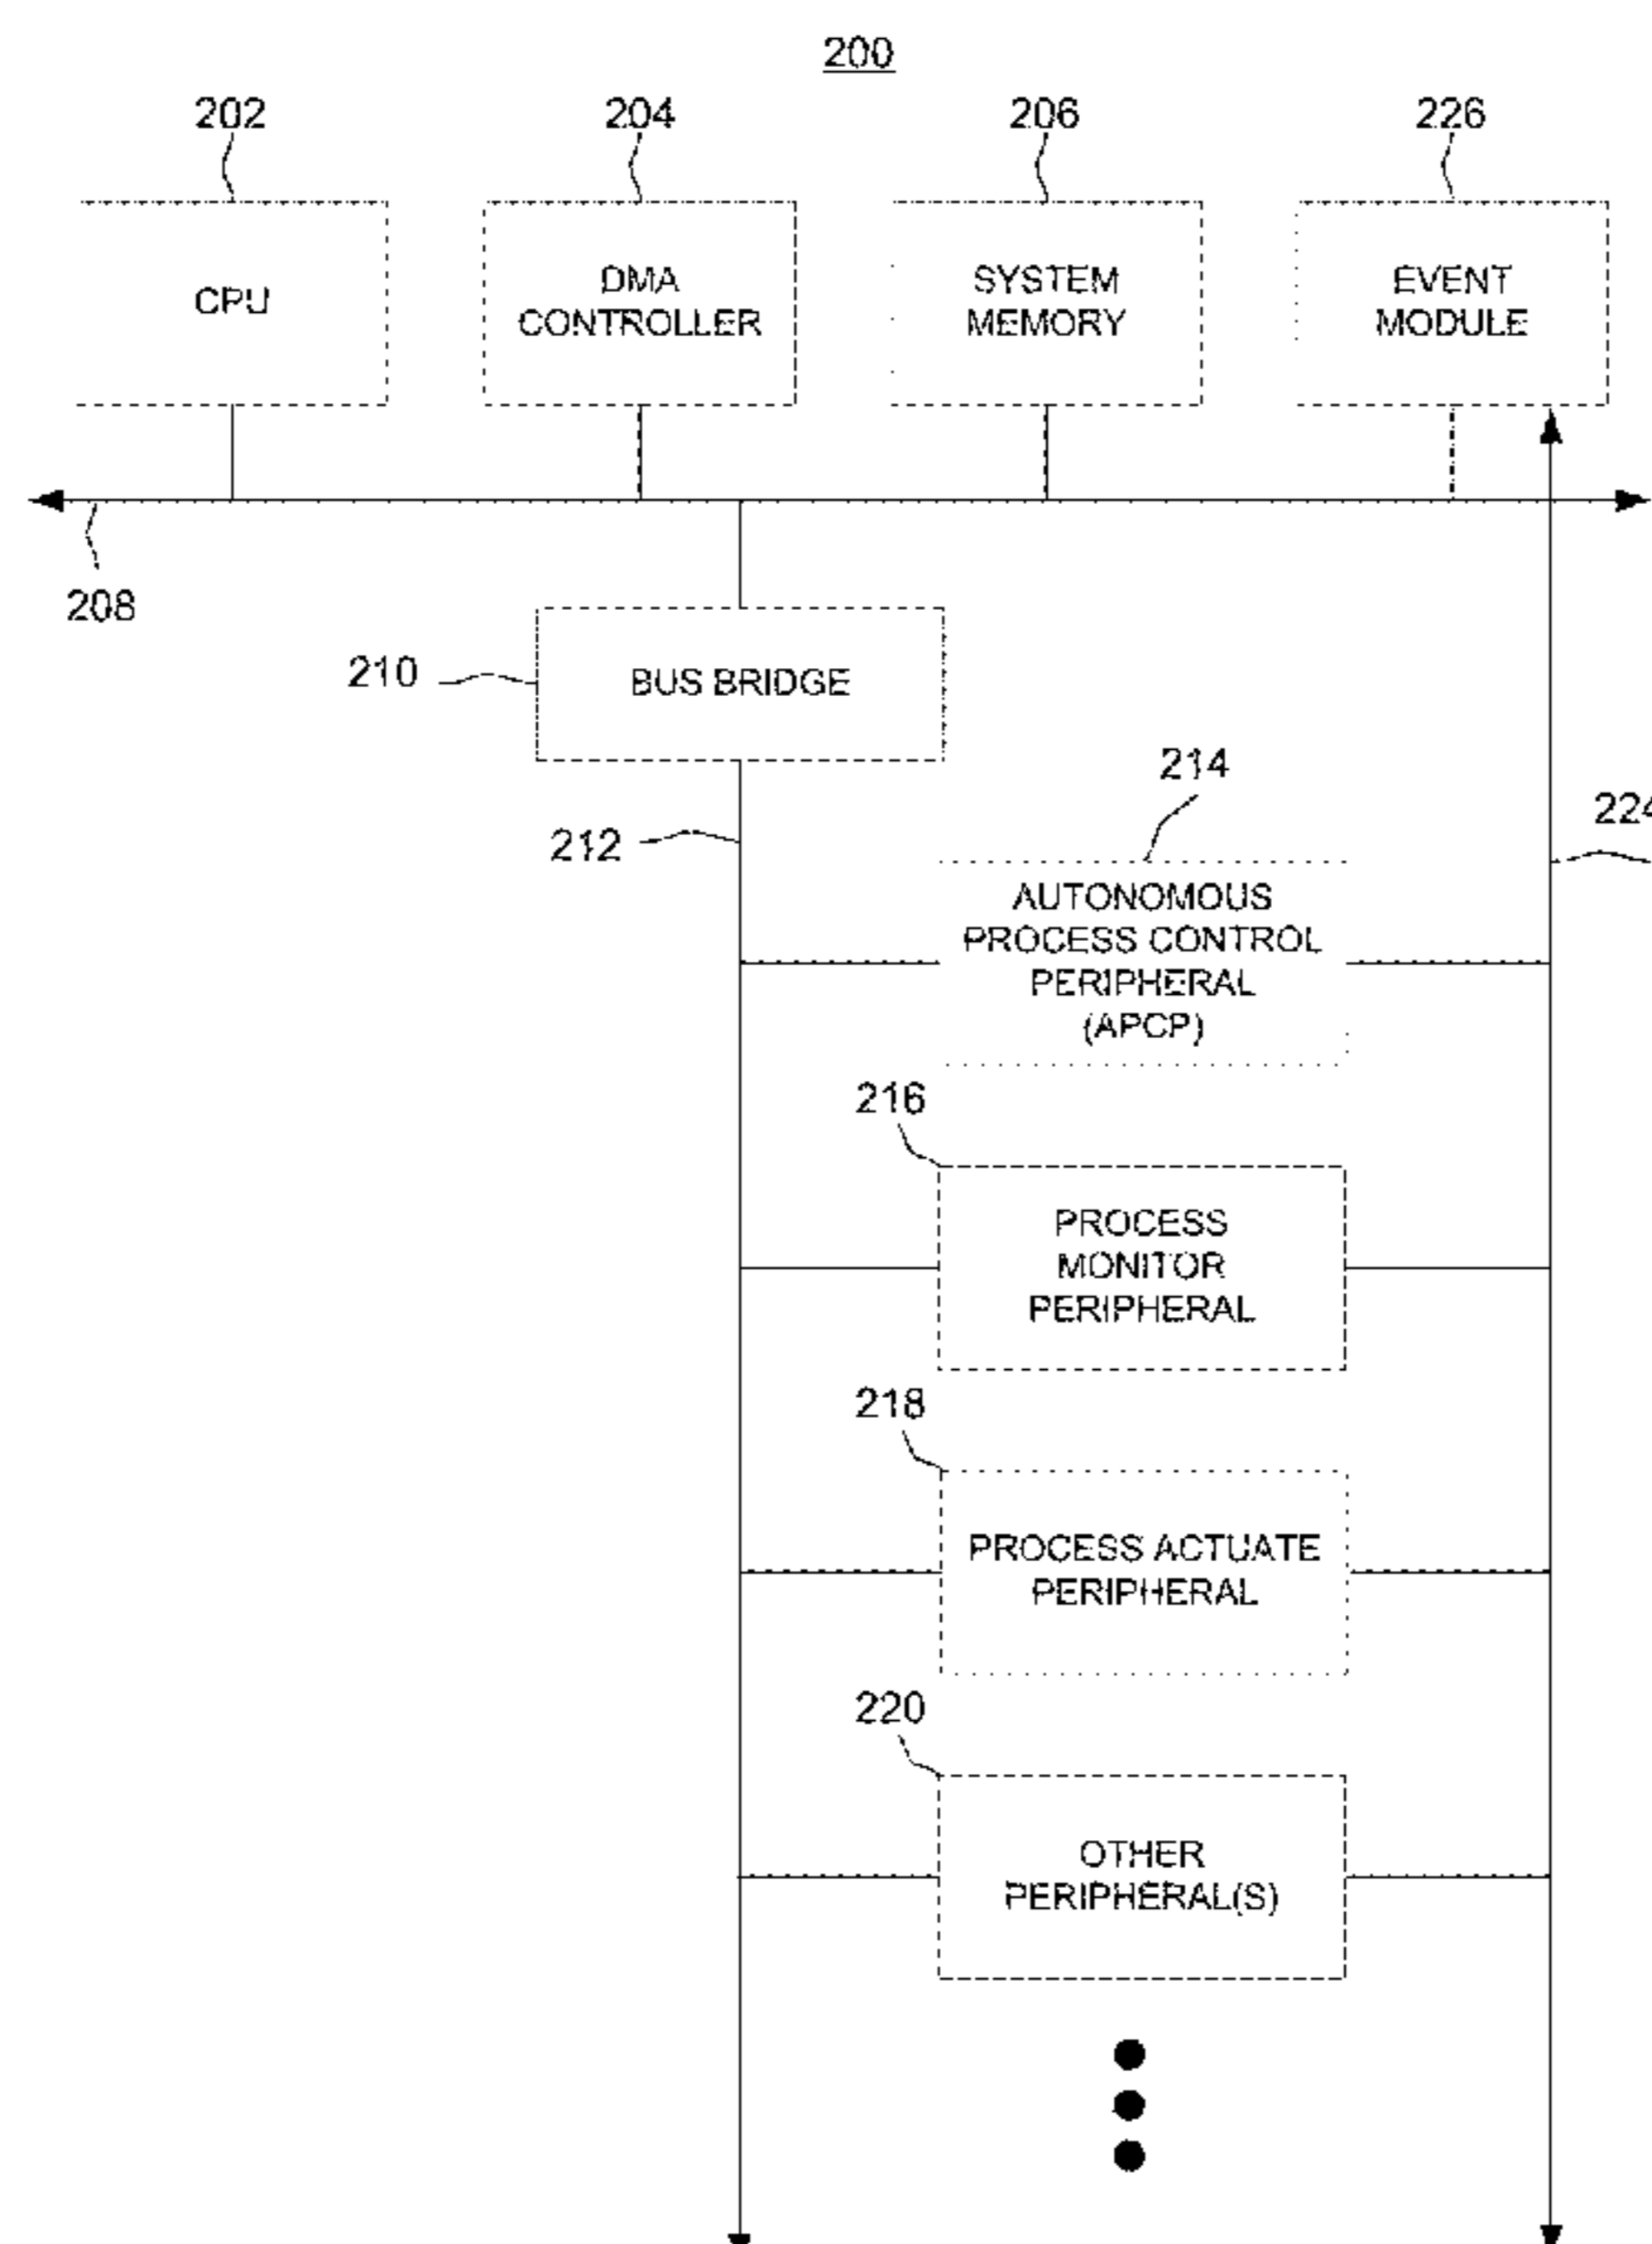 200
202
204
206
226
CPU
DMA
CONTROLLER
SYSTEM
MEMORY
EVENT
MODULE
208
210
BUS BRIDGE
212
214
224
AUTONOMOUS
PROCESS CONTROL
PERIPHERAL
(APCP)
216
PROCESS
MONITOR
PERIPHERAL
218
PROCESS ACTUATE
PERIPHERAL
220
OTHER
PERIPHERAL(S)